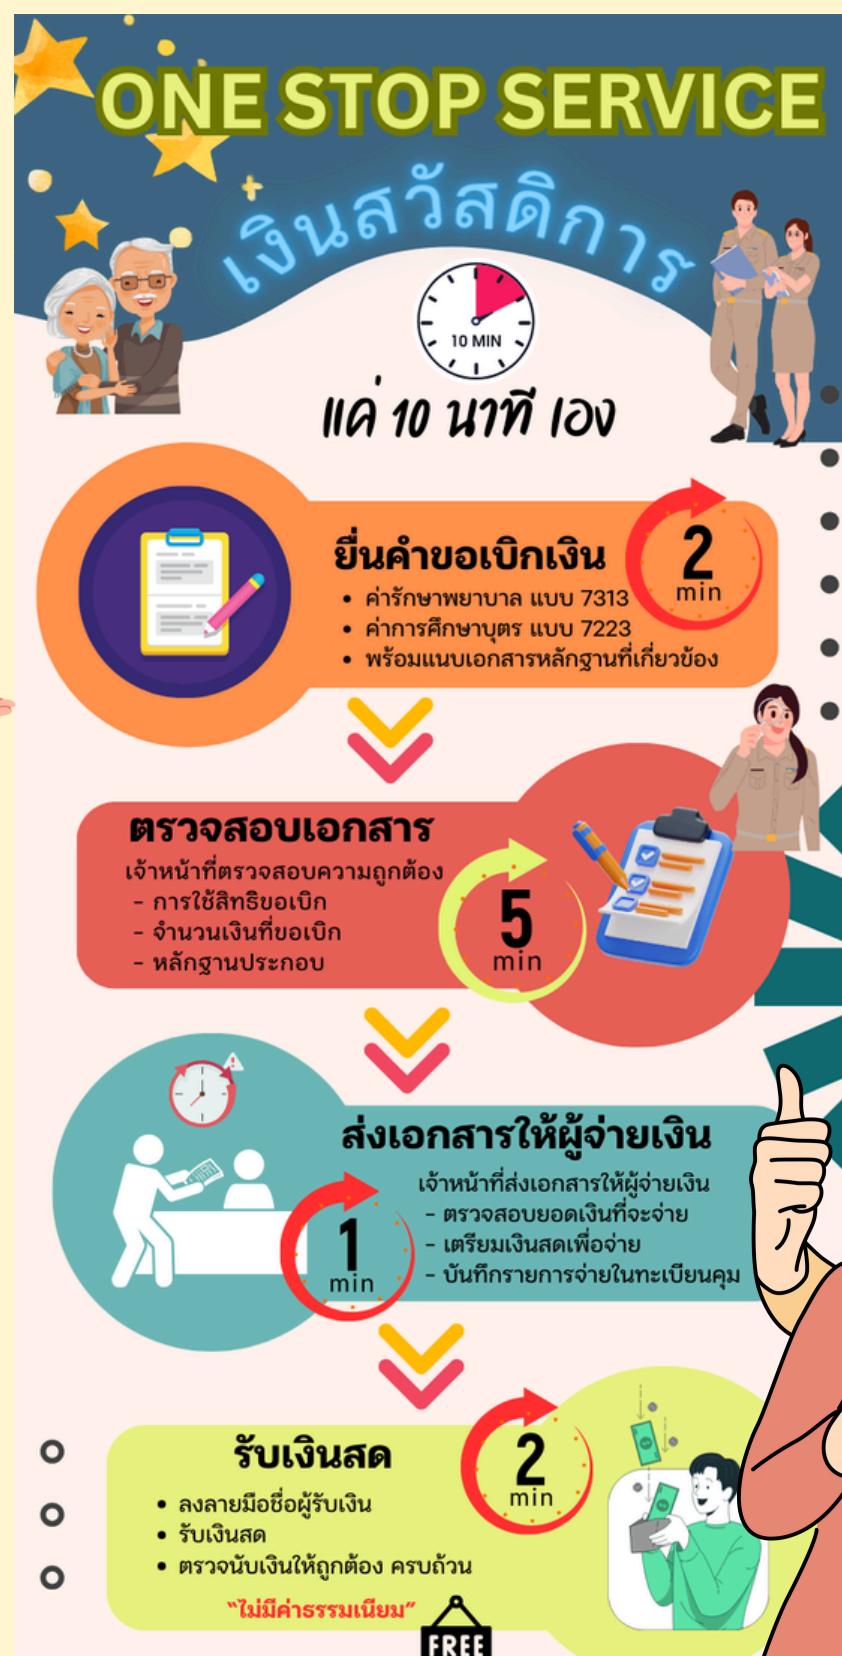 ONE STOP SERVICE
เงินสวัสดิการ
10 MIN
แค่ 10 นาที เอง
ยื่นคำขอเบิกเงิน
2
min
• ค่ารักษาพยาบาล แบบ 7313
• ค่าการศึกษาบุตร แบบ 7223
• พร้อมแนบเอกสารหลักฐานที่เกี่ยวข้อง
ตรวจสอบเอกสาร
เจ้าหน้าที่ตรวจสอบความถูกต้อง
- การใช้สิทธิขอเบิก
- จำนวนเงินที่ขอเบิก
- หลักฐานประกอบ
5
min
ส่งเอกสารให้ผู้จ่ายเงิน
เจ้าหน้าที่ส่งเอกสารให้ผู้จ่ายเงิน
- ตรวจสอบยอดเงินที่จะจ่าย
- เตรียมเงินสดเพื่อจ่าย
- บันทึกรายการจ่ายในทะเบียนคุม
1
min
รับเงินสด
2
min
• ลงลายมือชื่อผู้รับเงิน
• รับเงินสด
• ตรวจนับเงินให้ถูกต้อง ครบถ้วน
“ไม่มีค่าธรรมเนียม”
FREE